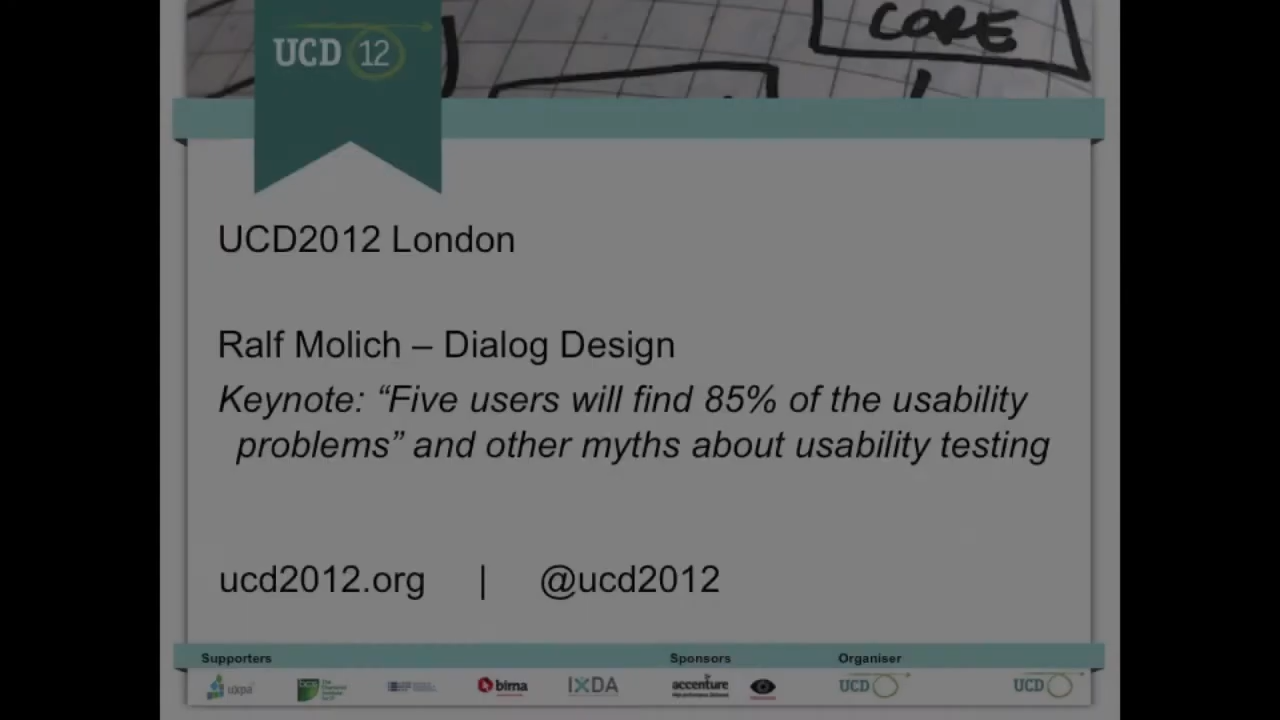 CORE
UCD 12
UCD2012 London
Ralf Molich – Dialog Design
Keynote: “Five users will find 85% of the usability
problems” and other myths about usability testing
ucd2012.org | @ucd2012
Supporters Sponsors Organiser
uxpa bima IXDA accenture UCD UCD